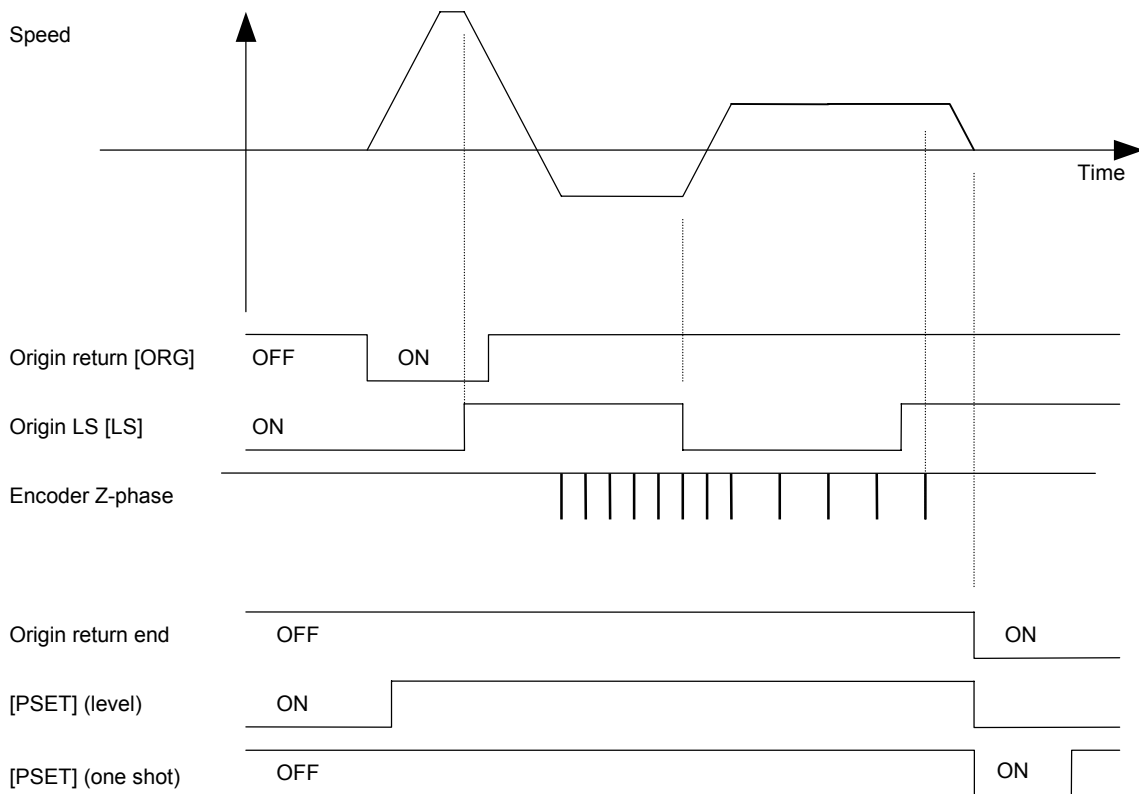 Speed
Time
Origin return [ORG]
OFF
ON
Origin LS [LS]
ON
Encoder Z-phase
Origin return end
OFF
ON
[PSET] (level)
ON
[PSET] (one shot)
OFF
ON